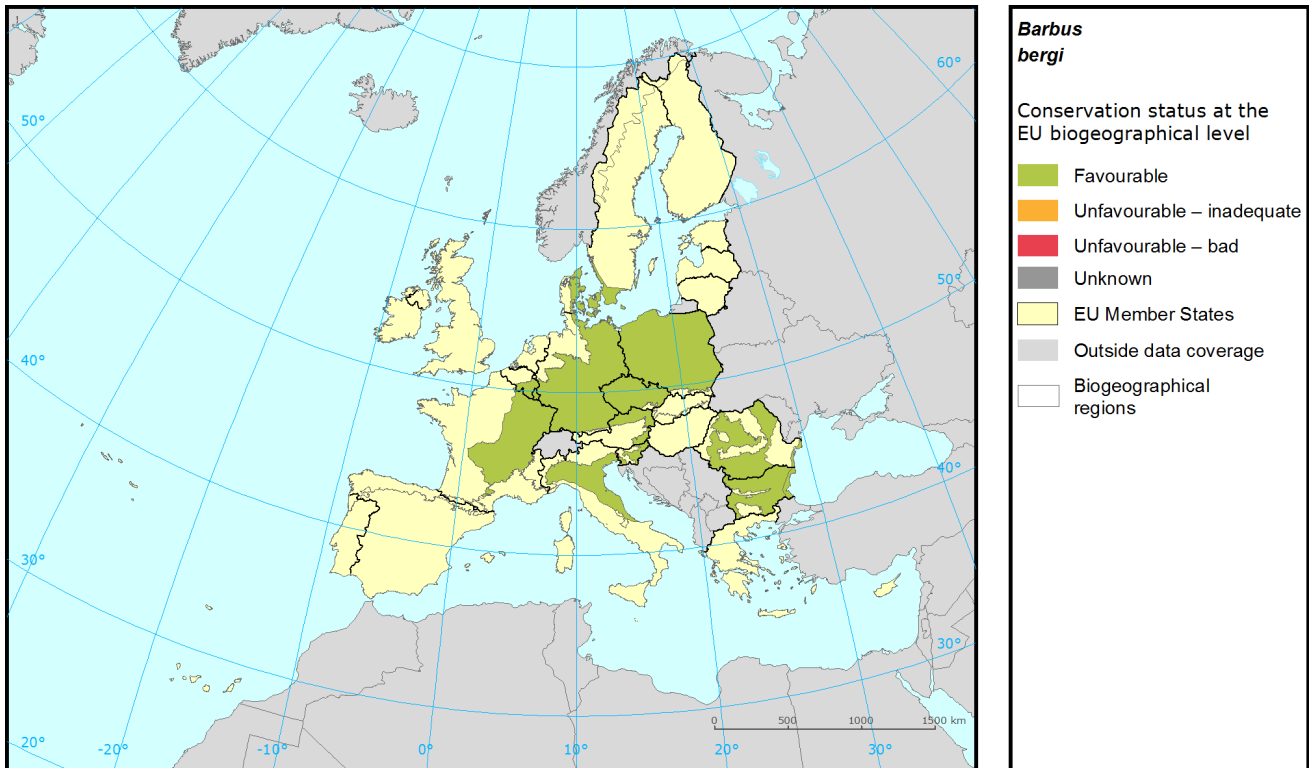 Barbus
bergi
Conservation status at the
EU biogeographical level
Favourable
Unfavourable – inadequate
Unfavourable – bad
Unknown
EU Member States
Outside data coverage
Biogeographical
regions
60°
50°
50°
40°
40°
30°
30°
0 500 1000 1500 km
20° -20° -10° 0° 10° 20° 30°